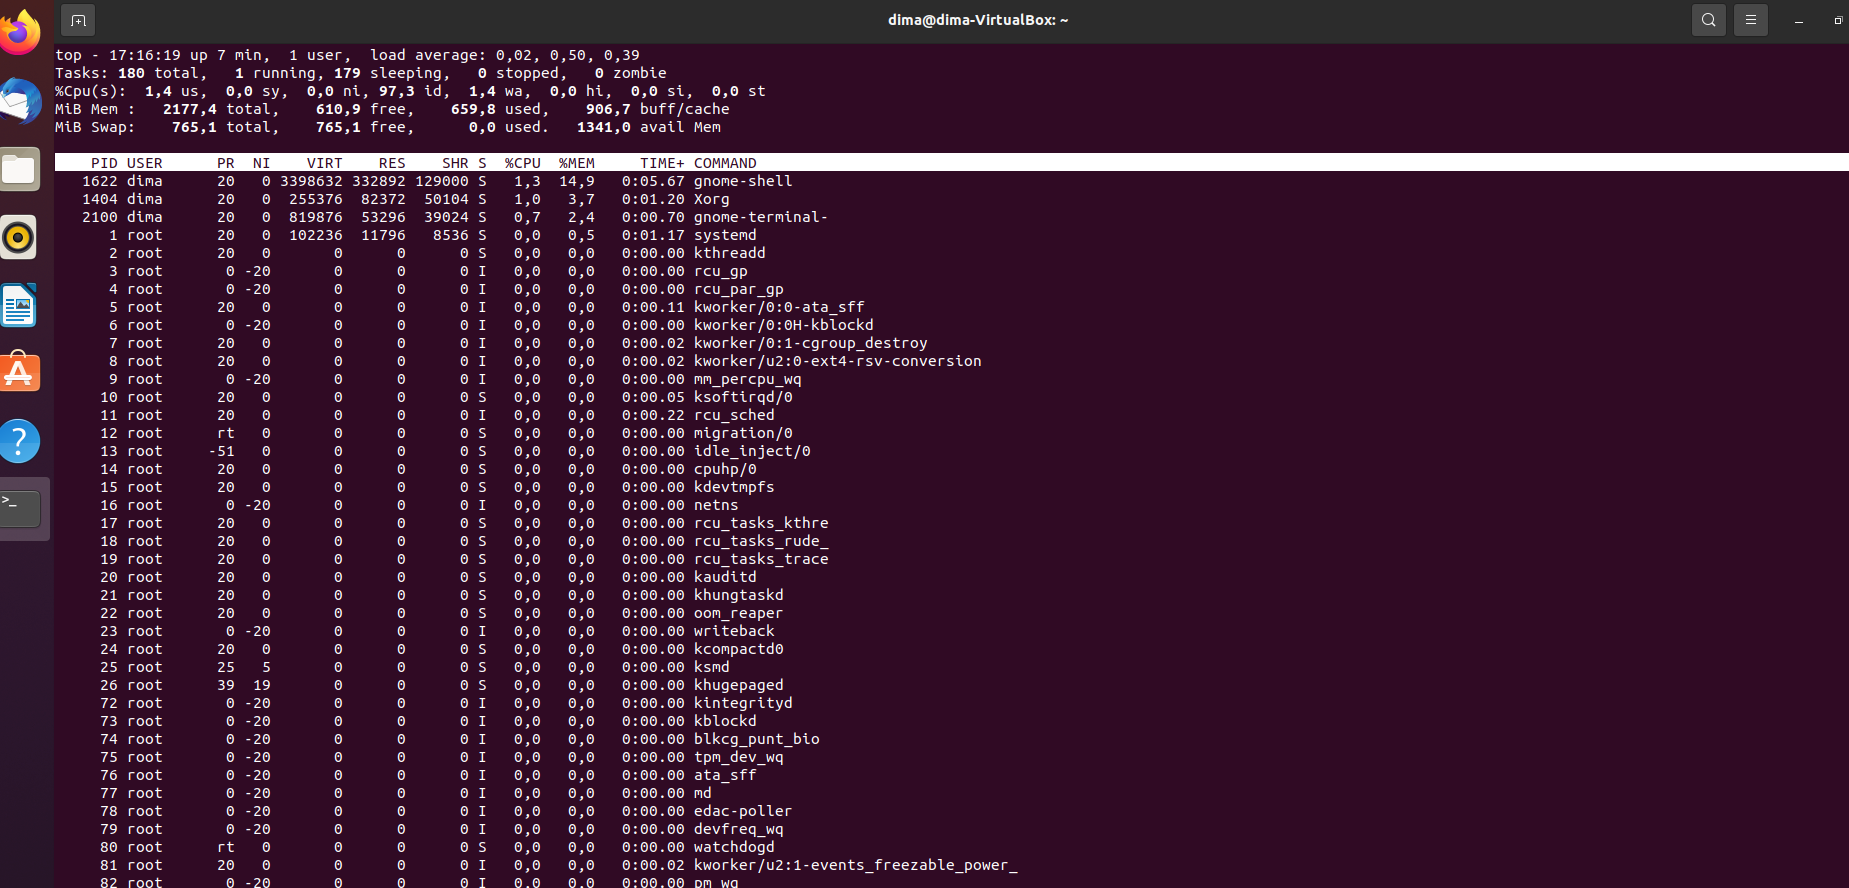 dima@dima-VirtualBox: ~
top - 17:16:19 up 7 min,  1 user,  load average: 0,02, 0,50, 0,39
Tasks: 180 total,   1 running, 179 sleeping,   0 stopped,   0 zombie
%Cpu(s):  1,4 us,  0,0 sy,  0,0 ni, 97,3 id,  1,4 wa,  0,0 hi,  0,0 si,  0,0 st
MiB Mem :   2177,4 total,    610,9 free,    659,8 used,    906,7 buff/cache
MiB Swap:    765,1 total,    765,1 free,      0,0 used.   1341,0 avail Mem
PID USER      PR  NI    VIRT    RES    SHR S  %CPU  %MEM     TIME+ COMMAND
1622 dima      20   0 3398632 332892 129000 S   1,3  14,9   0:05.67 gnome-shell
1404 dima      20   0  255376  82372  50104 S   1,0   3,7   0:01.20 Xorg
2100 dima      20   0  819876  53296  39024 S   0,7   2,4   0:00.70 gnome-terminal-
1 root      20   0  102236  11796   8536 S   0,0   0,5   0:01.17 systemd
2 root      20   0       0      0      0 S   0,0   0,0   0:00.00 kthreadd
3 root       0 -20       0      0      0 I   0,0   0,0   0:00.00 rcu_gp
4 root       0 -20       0      0      0 I   0,0   0,0   0:00.00 rcu_par_gp
5 root      20   0       0      0      0 I   0,0   0,0   0:00.11 kworker/0:0-ata_sff
6 root       0 -20       0      0      0 I   0,0   0,0   0:00.00 kworker/0:0H-kblockd
7 root      20   0       0      0      0 I   0,0   0,0   0:00.02 kworker/0:1-cgroup_destroy
8 root      20   0       0      0      0 I   0,0   0,0   0:00.02 kworker/u2:0-ext4-rsv-conversion
9 root       0 -20       0      0      0 I   0,0   0,0   0:00.00 mm_percpu_wq
10 root      20   0       0      0      0 S   0,0   0,0   0:00.05 ksoftirqd/0
11 root      20   0       0      0      0 I   0,0   0,0   0:00.22 rcu_sched
12 root      rt   0       0      0      0 S   0,0   0,0   0:00.00 migration/0
13 root     -51   0       0      0      0 S   0,0   0,0   0:00.00 idle_inject/0
14 root      20   0       0      0      0 S   0,0   0,0   0:00.00 cpuhp/0
15 root      20   0       0      0      0 S   0,0   0,0   0:00.00 kdevtmpfs
16 root       0 -20       0      0      0 I   0,0   0,0   0:00.00 netns
17 root      20   0       0      0      0 S   0,0   0,0   0:00.00 rcu_tasks_kthre
18 root      20   0       0      0      0 S   0,0   0,0   0:00.00 rcu_tasks_rude_
19 root      20   0       0      0      0 S   0,0   0,0   0:00.00 rcu_tasks_trace
20 root      20   0       0      0      0 S   0,0   0,0   0:00.00 kauditd
21 root      20   0       0      0      0 S   0,0   0,0   0:00.00 khungtaskd
22 root      20   0       0      0      0 S   0,0   0,0   0:00.00 oom_reaper
23 root       0 -20       0      0      0 I   0,0   0,0   0:00.00 writeback
24 root      20   0       0      0      0 S   0,0   0,0   0:00.00 kcompactd0
25 root      25   5       0      0      0 S   0,0   0,0   0:00.00 ksmd
26 root      39  19       0      0      0 S   0,0   0,0   0:00.00 khugepaged
72 root       0 -20       0      0      0 I   0,0   0,0   0:00.00 kintegrityd
73 root       0 -20       0      0      0 I   0,0   0,0   0:00.00 kblockd
74 root       0 -20       0      0      0 I   0,0   0,0   0:00.00 blkcg_punt_bio
75 root       0 -20       0      0      0 I   0,0   0,0   0:00.00 tpm_dev_wq
76 root       0 -20       0      0      0 I   0,0   0,0   0:00.00 ata_sff
77 root       0 -20       0      0      0 I   0,0   0,0   0:00.00 md
78 root       0 -20       0      0      0 I   0,0   0,0   0:00.00 edac-poller
79 root       0 -20       0      0      0 I   0,0   0,0   0:00.00 devfreq_wq
80 root      rt   0       0      0      0 S   0,0   0,0   0:00.00 watchdogd
81 root      20   0       0      0      0 I   0,0   0,0   0:00.02 kworker/u2:1-events_freezable_power_
82 root       0 -20       0      0      0 I   0,0   0,0   0:00.00 pm_wq